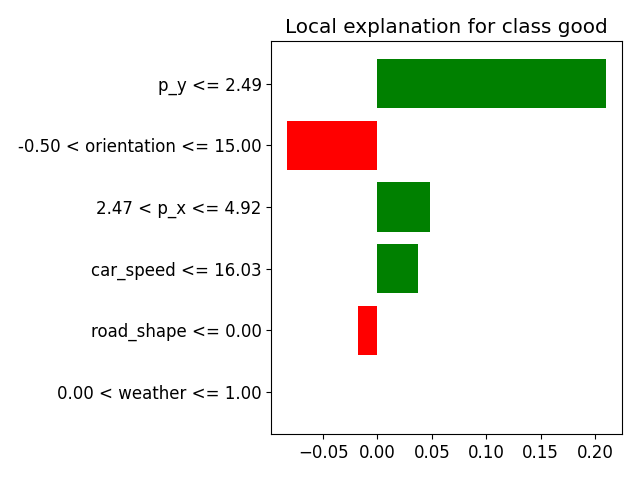 Local explanation for class good
p_y <= 2.49
-0.50 < orientation <= 15.00
2.47 < p_x <= 4.92
car_speed <= 16.03
road_shape <= 0.00
0.00 < weather <= 1.00
−0.05 0.00 0.05 0.10 0.15 0.20